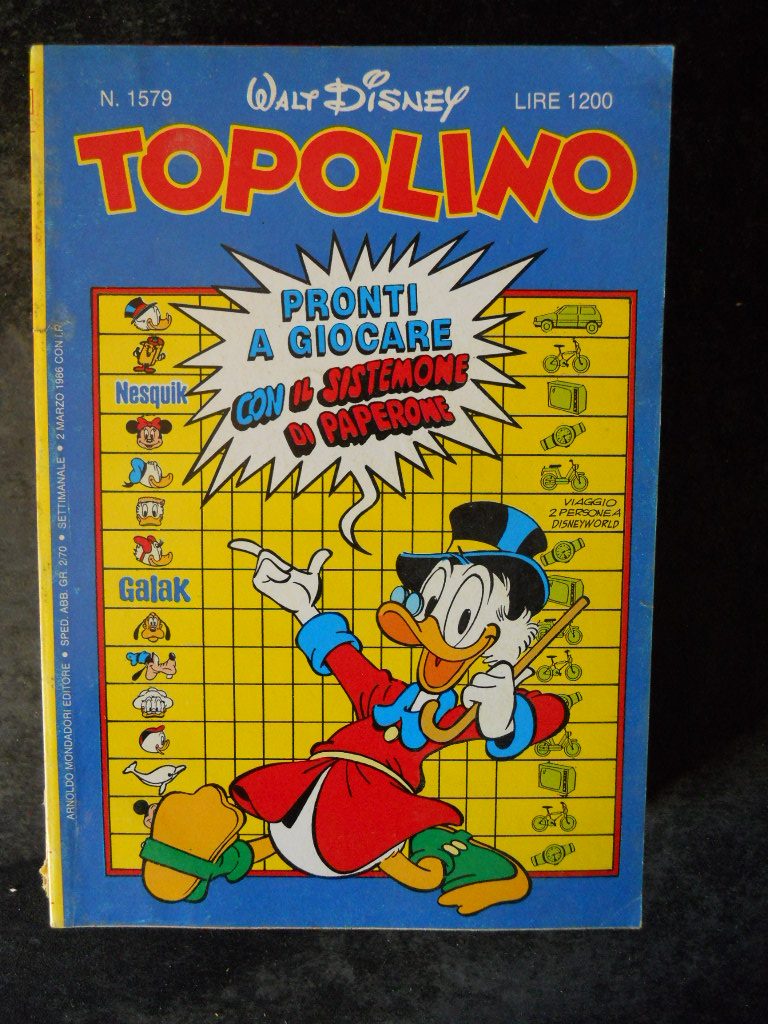 N. 1579
WALT DISNEY
LIRE 1200
TOPOLINO
PRONTI
A GIOCARE
CON IL SISTEMONE
DI PAPERONE
Nesquik
VIAGGIO
2 PERSONE A
DISNEYWORLD
Galak
ARNOLDO MONDADORI EDITORE • SPED. ABB. GR. 2/70 • SETTIMANALE • 2 MARZO 1986 CON I.R.